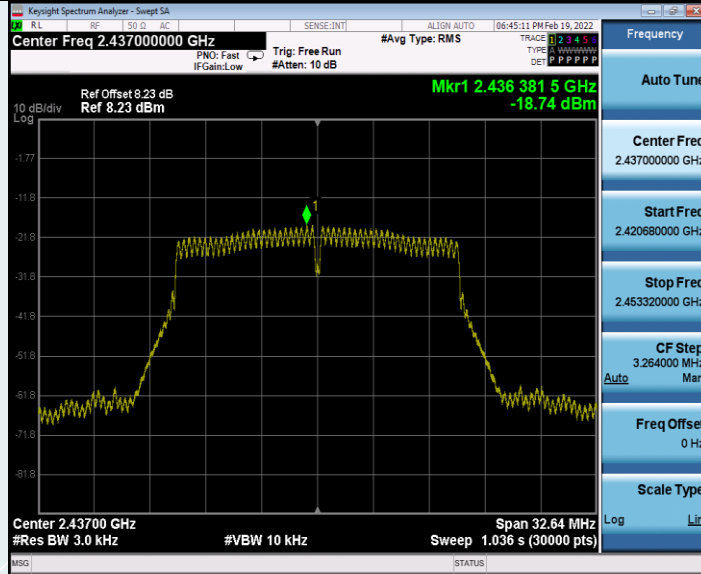 Keysight Spectrum Analyzer - Swept SA
LXI RL RF 50 Ω AC SENSE:INT ALIGN AUTO 06:45:11 PM Feb 19, 2022
Center Freq 2.437000000 GHz
PNO: Fast
IFGain:Low
Trig: Free Run
#Atten: 10 dB
#Avg Type: RMS
TRACE 1 2 3 4 5 6
TYPE A WWWWW
DET P P P P P P
Mkr1 2.436 381 5 GHz
-18.74 dBm
Ref Offset 8.23 dB
10 dB/div Ref 8.23 dBm
Log
-1.77
-11.8
-21.8
-31.8
-41.8
-51.8
-61.8
-71.8
-81.8
1
Center 2.43700 GHz Span 32.64 MHz
#Res BW 3.0 kHz #VBW 10 kHz Sweep 1.036 s (30000 pts)
MSG STATUS
Frequency
Auto Tune
Center Freq
2.437000000 GHz
Start Freq
2.420680000 GHz
Stop Freq
2.453320000 GHz
CF Step
3.264000 MHz
Auto Man
Freq Offset
0 Hz
Scale Type
Log Lin